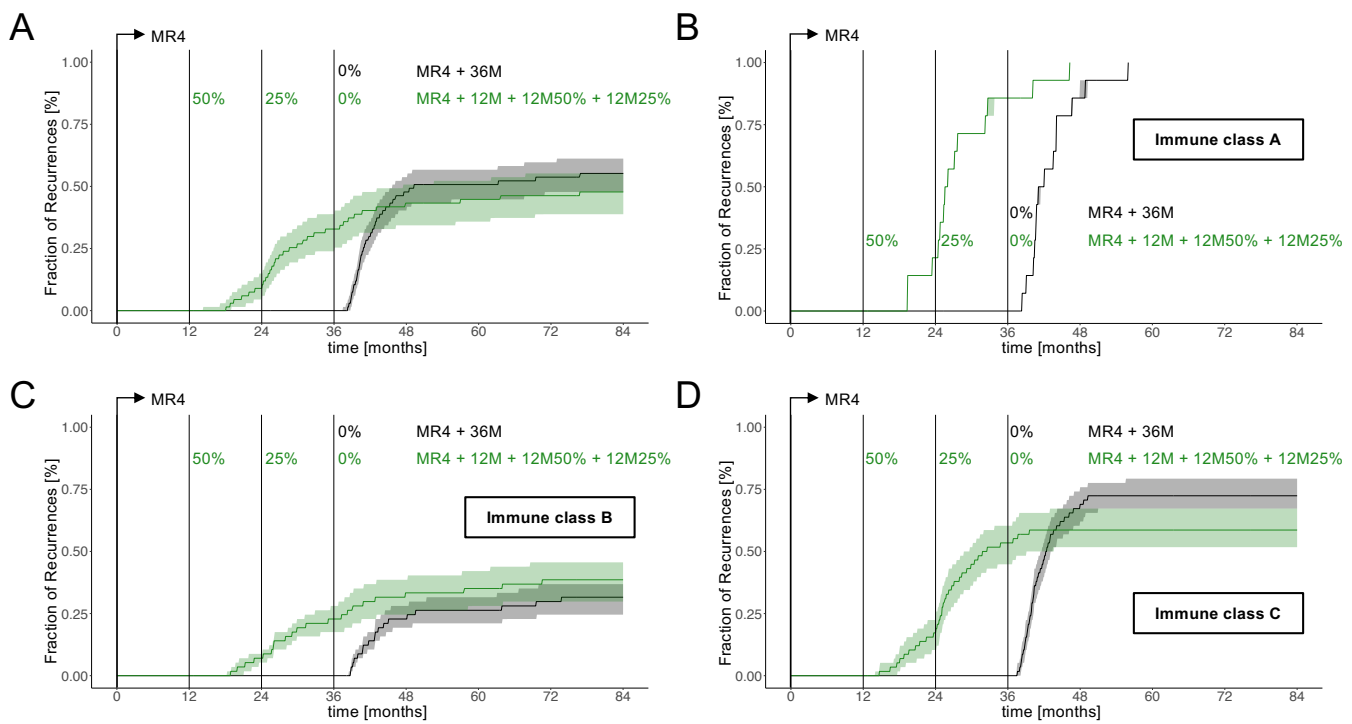 A
MR4
1.00
0.75
0.50
0.25
0.00
Fraction of Recurrences [%]
0% MR4 + 36M
50% 25% 0% MR4 + 12M + 12M50% + 12M25%
0 12 24 36 48 60 72 84
time [months]
B
MR4
1.00
0.75
0.50
0.25
0.00
Fraction of Recurrences [%]
Immune class A
0% MR4 + 36M
50% 25% 0% MR4 + 12M + 12M50% + 12M25%
0 12 24 36 48 60 72 84
time [months]
C
MR4
1.00
0.75
0.50
0.25
0.00
Fraction of Recurrences [%]
0% MR4 + 36M
50% 25% 0% MR4 + 12M + 12M50% + 12M25%
Immune class B
0 12 24 36 48 60 72 84
time [months]
D
MR4
1.00
0.75
0.50
0.25
0.00
Fraction of Recurrences [%]
0% MR4 + 36M
50% 25% 0% MR4 + 12M + 12M50% + 12M25%
Immune class C
0 12 24 36 48 60 72 84
time [months]